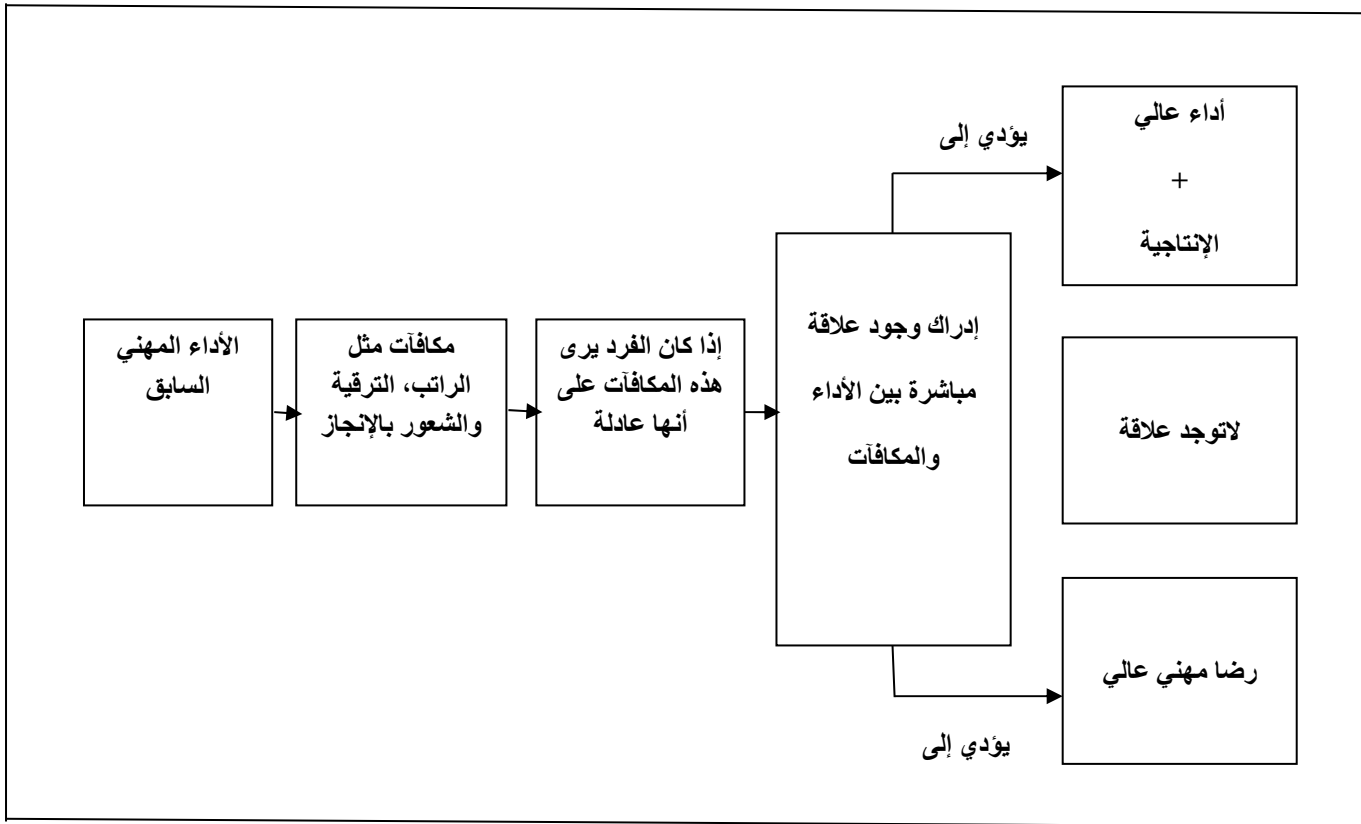 الأداء المهني
السابق
مكافآت مثل
الراتب، الترقية
والشعور بالإنجاز
إذا كان الفرد يرى
هذه المكافآت على
أنها عادلة
إدراك وجود علاقة
مباشرة بين الأداء
والمكافآت
يؤدي إلى
أداء عالي
+
الإنتاجية
لاتوجد علاقة
يؤدي إلى
رضا مهني عالي